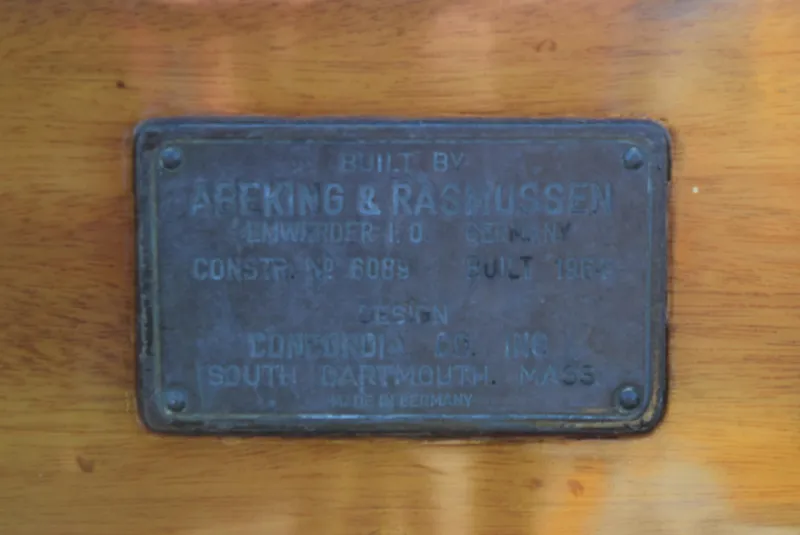 BUILT BY
ABEKING & RASMUSSEN
LEMWERDER I. O. GERMANY
CONSTR. Nº 6089 BUILT
DESIGN
CONCORDIA CO. INC
SOUTH DARTMOUTH. MASS
MADE IN GERMANY